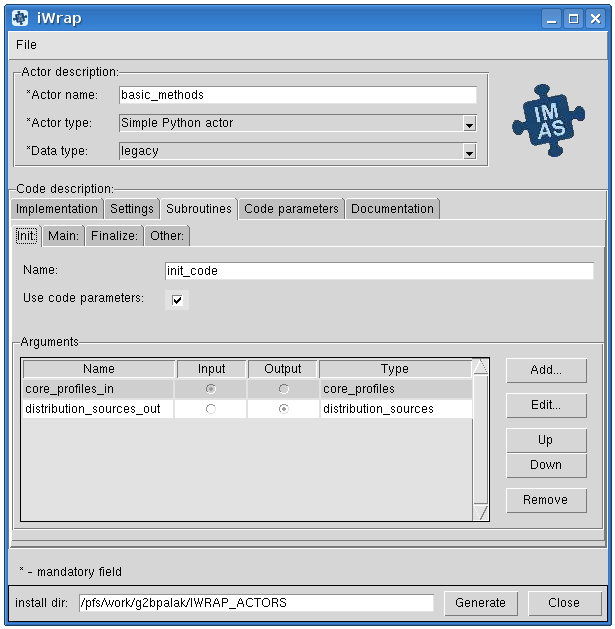 iWrap
File
Actor description:
*Actor name: basic_methods
*Actor type: Simple Python actor
*Data type: legacy
IM
AS
Code description:
Implementation Settings Subroutines Code parameters Documentation
Init: Main: Finalize: Other:
Name: init_code
Use code parameters:
Arguments
Name Input Output Type
core_profiles_in core_profiles
distribution_sources_out distribution_sources
Add...
Edit...
Up
Down
Remove
* - mandatory field
install dir: /pfs/work/g2bpalak/IWRAP_ACTORS Generate Close